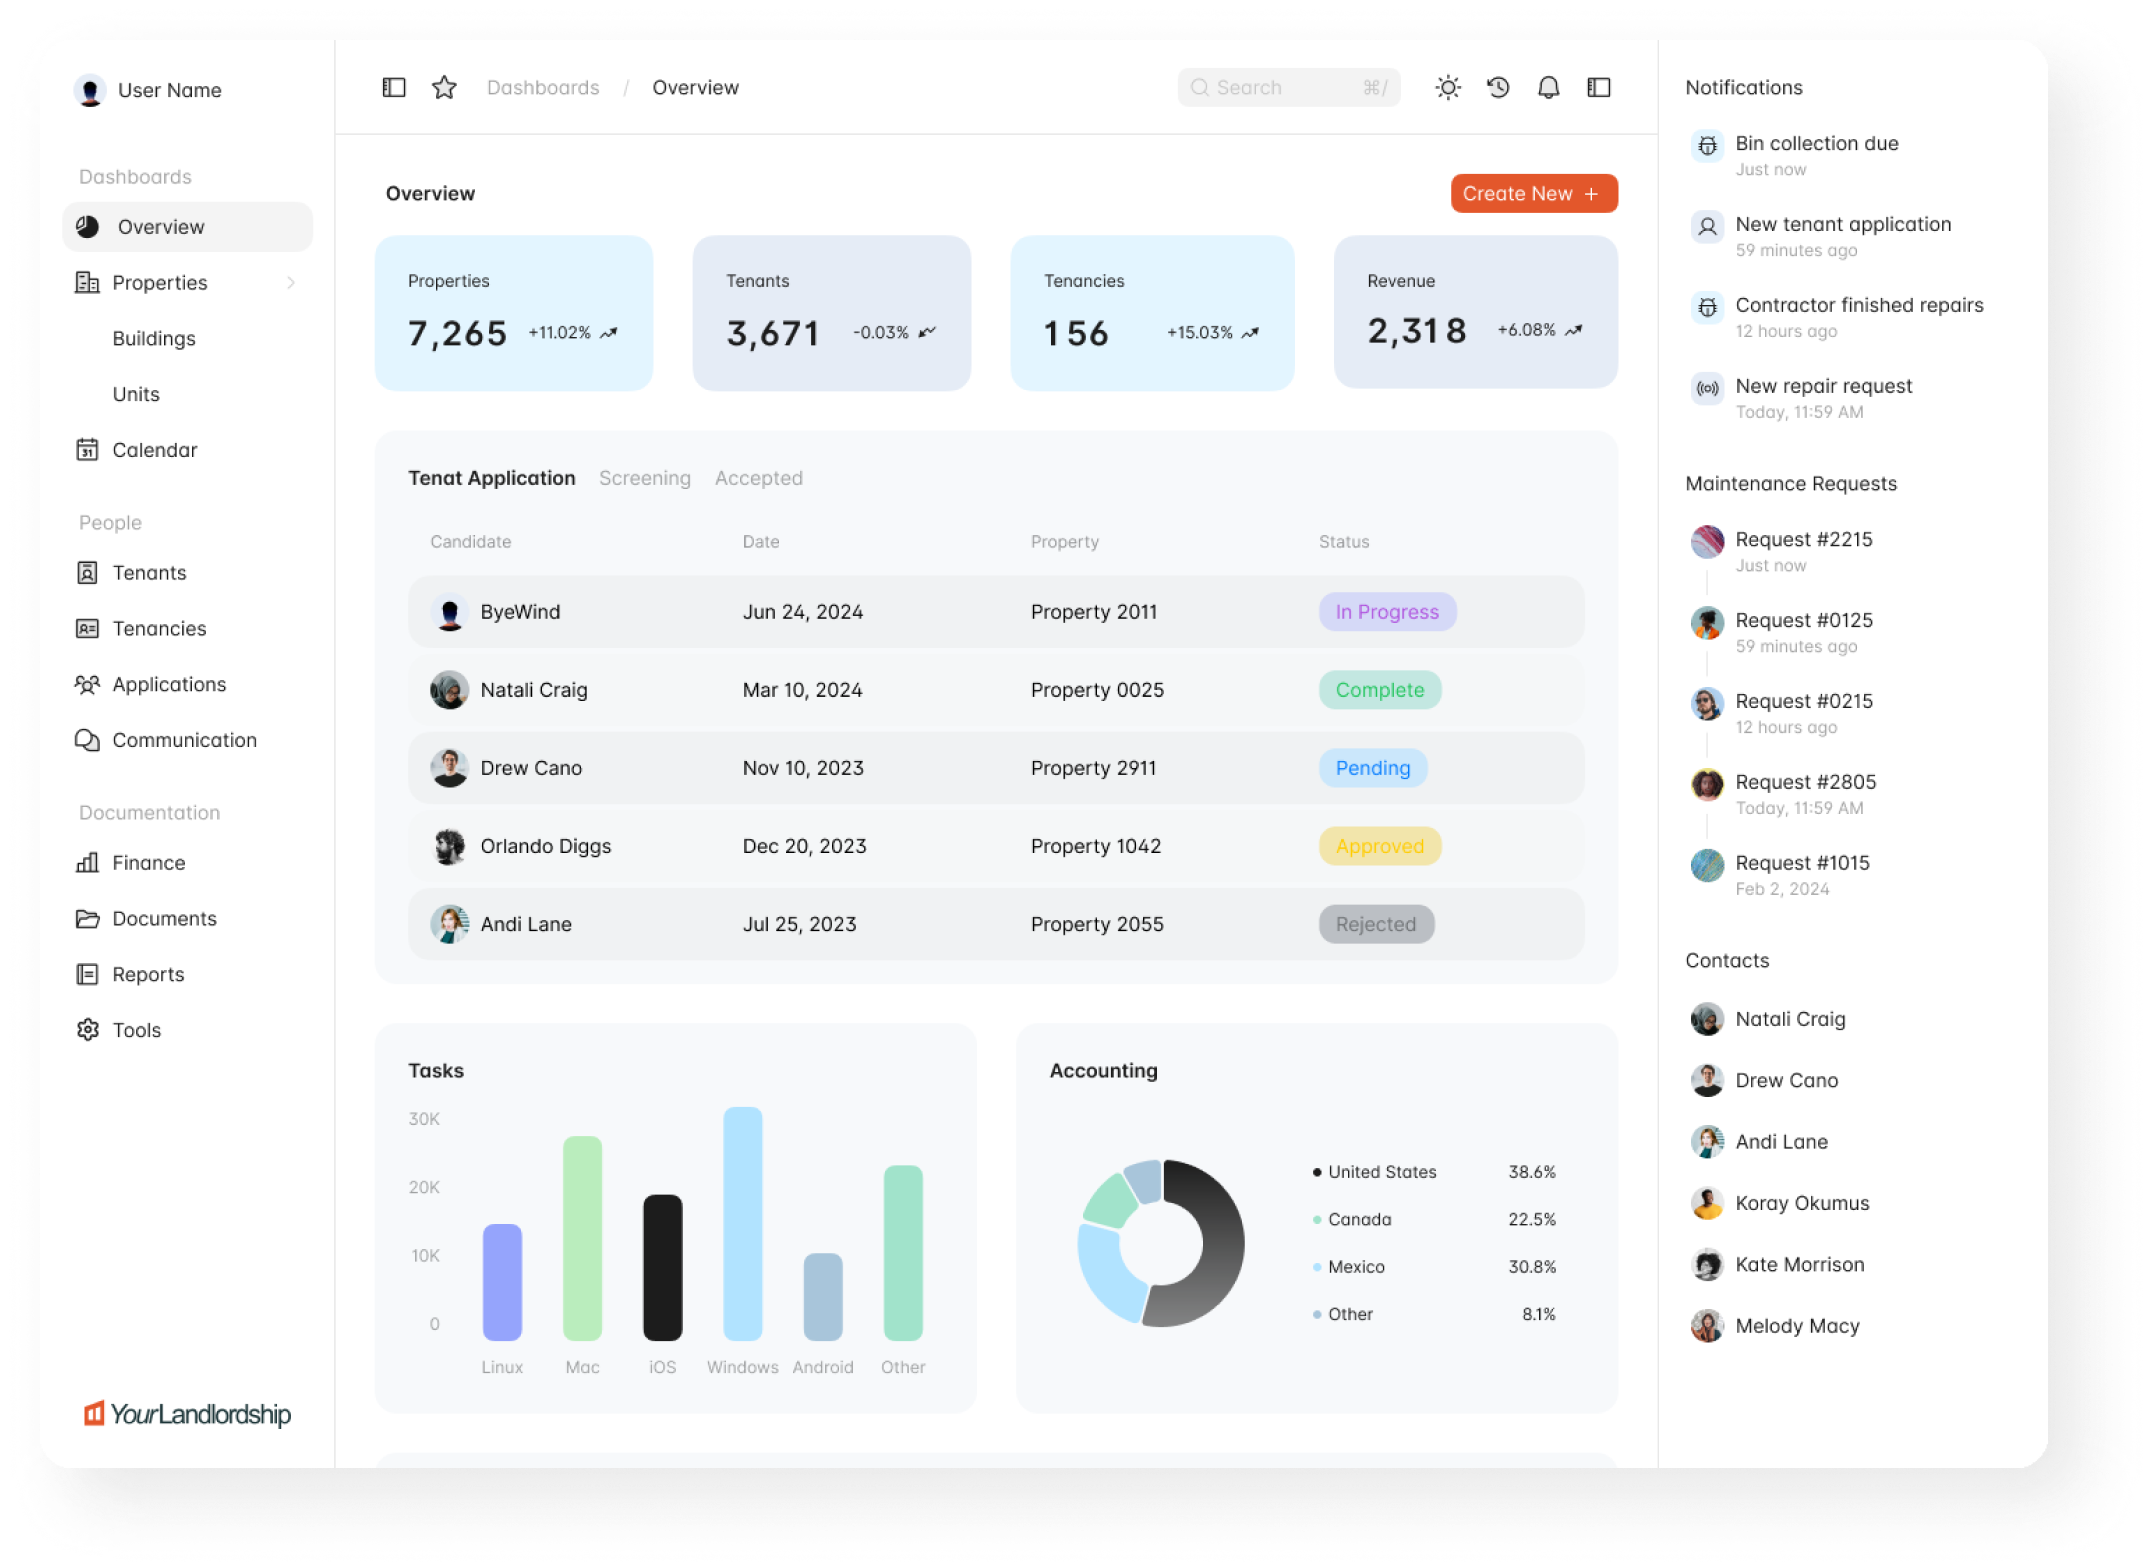 User Name
Dashboards
Overview
Properties
Buildings
Units
Calendar
People
Tenants
Tenancies
Applications
Communication
Documentation
Finance
Documents
Reports
Tools
YourLandlordship
Dashboards / Overview
Search ⌘/
Overview
Create New +
Properties
7,265 +11.02%
Tenants
3,671 -0.03%
Tenancies
156 +15.03%
Revenue
2,318 +6.08%
Tenat Application Screening Accepted
Candidate Date Property Status
ByeWind Jun 24, 2024 Property 2011 In Progress
Natali Craig Mar 10, 2024 Property 0025 Complete
Drew Cano Nov 10, 2023 Property 2911 Pending
Orlando Diggs Dec 20, 2023 Property 1042 Approved
Andi Lane Jul 25, 2023 Property 2055 Rejected
Tasks
30K
20K
10K
0
Linux Mac iOS Windows Android Other
Accounting
United States 38.6%
Canada 22.5%
Mexico 30.8%
Other 8.1%
Notifications
Bin collection due
Just now
New tenant application
59 minutes ago
Contractor finished repairs
12 hours ago
New repair request
Today, 11:59 AM
Maintenance Requests
Request #2215
Just now
Request #0125
59 minutes ago
Request #0215
12 hours ago
Request #2805
Today, 11:59 AM
Request #1015
Feb 2, 2024
Contacts
Natali Craig
Drew Cano
Andi Lane
Koray Okumus
Kate Morrison
Melody Macy